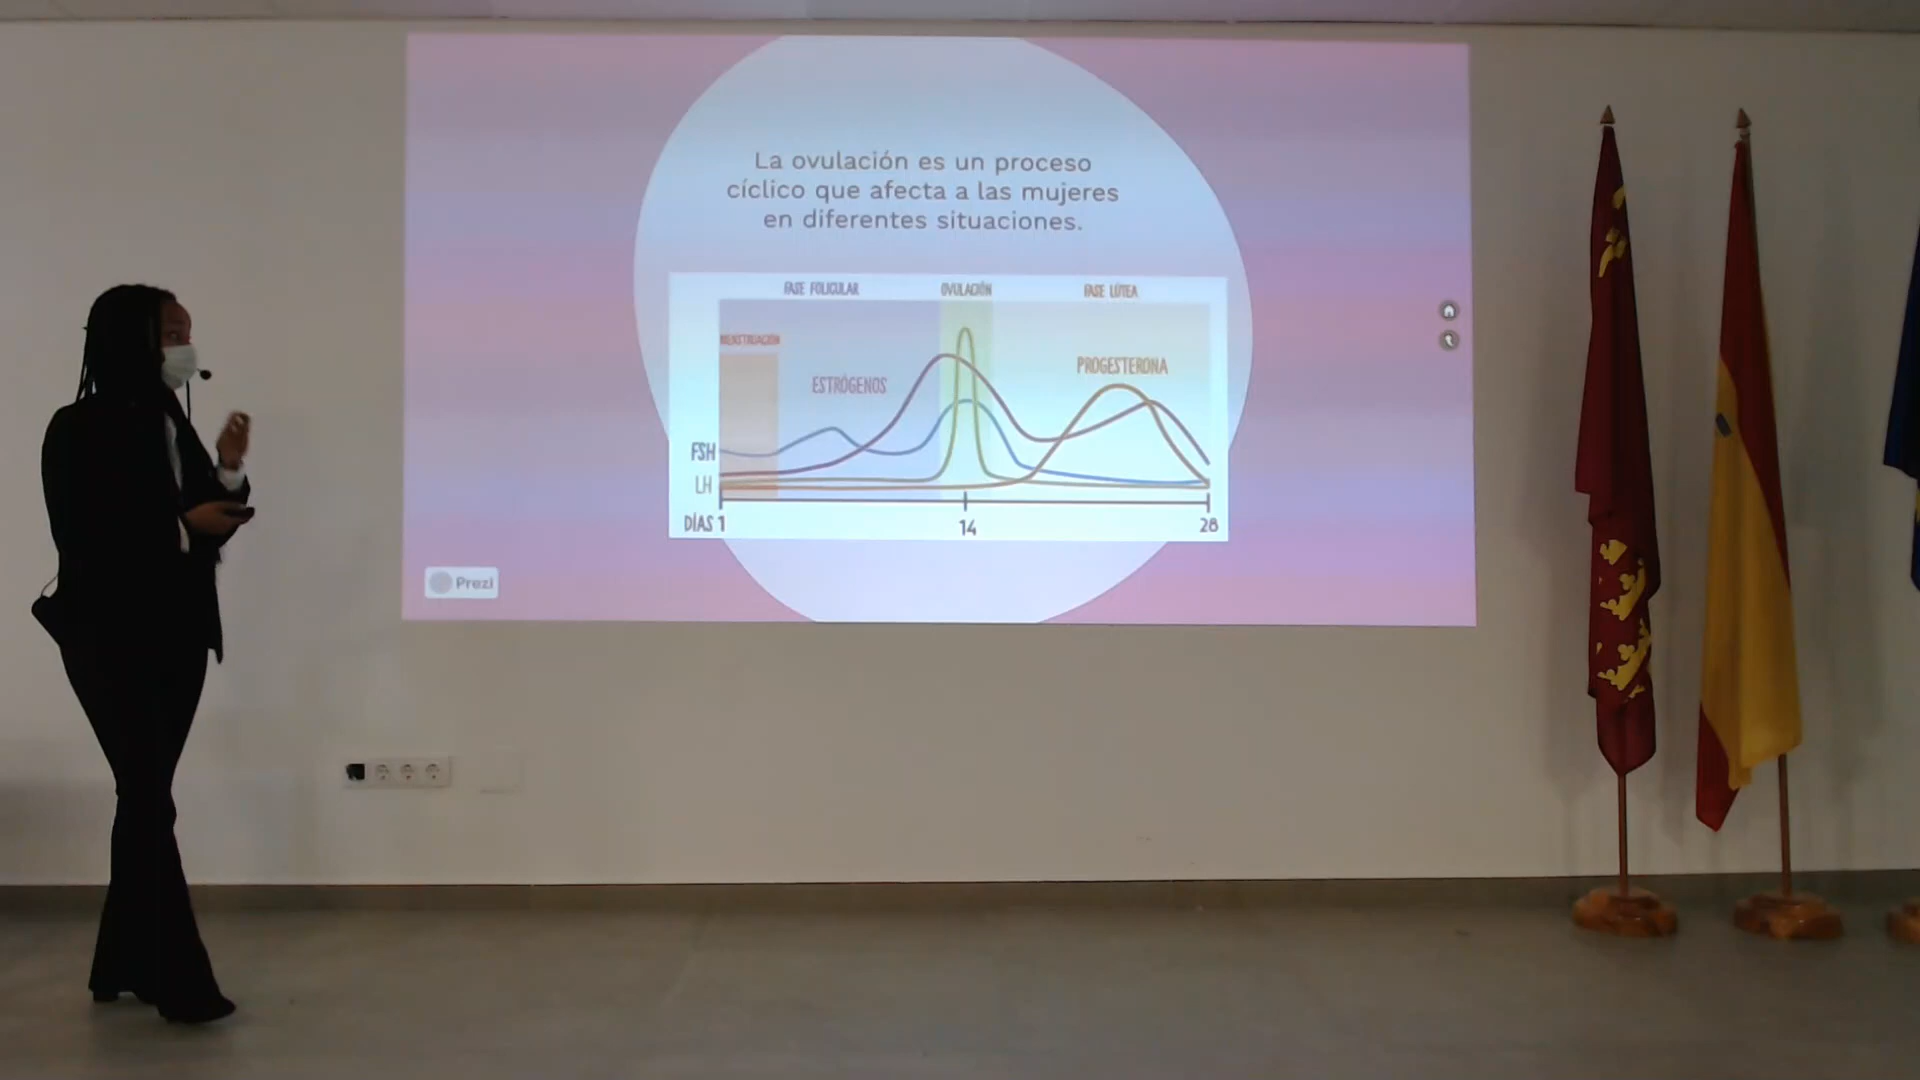 La ovulación es un proceso
cíclico que afecta a las mujeres
en diferentes situaciones.
FASE FOLICULAR
OVULACIÓN
FASE LÚTEA
MENSTRUACIÓN
ESTRÓGENOS
PROGESTERONA
FSH
LH
DÍAS 1
14
28
Prezi